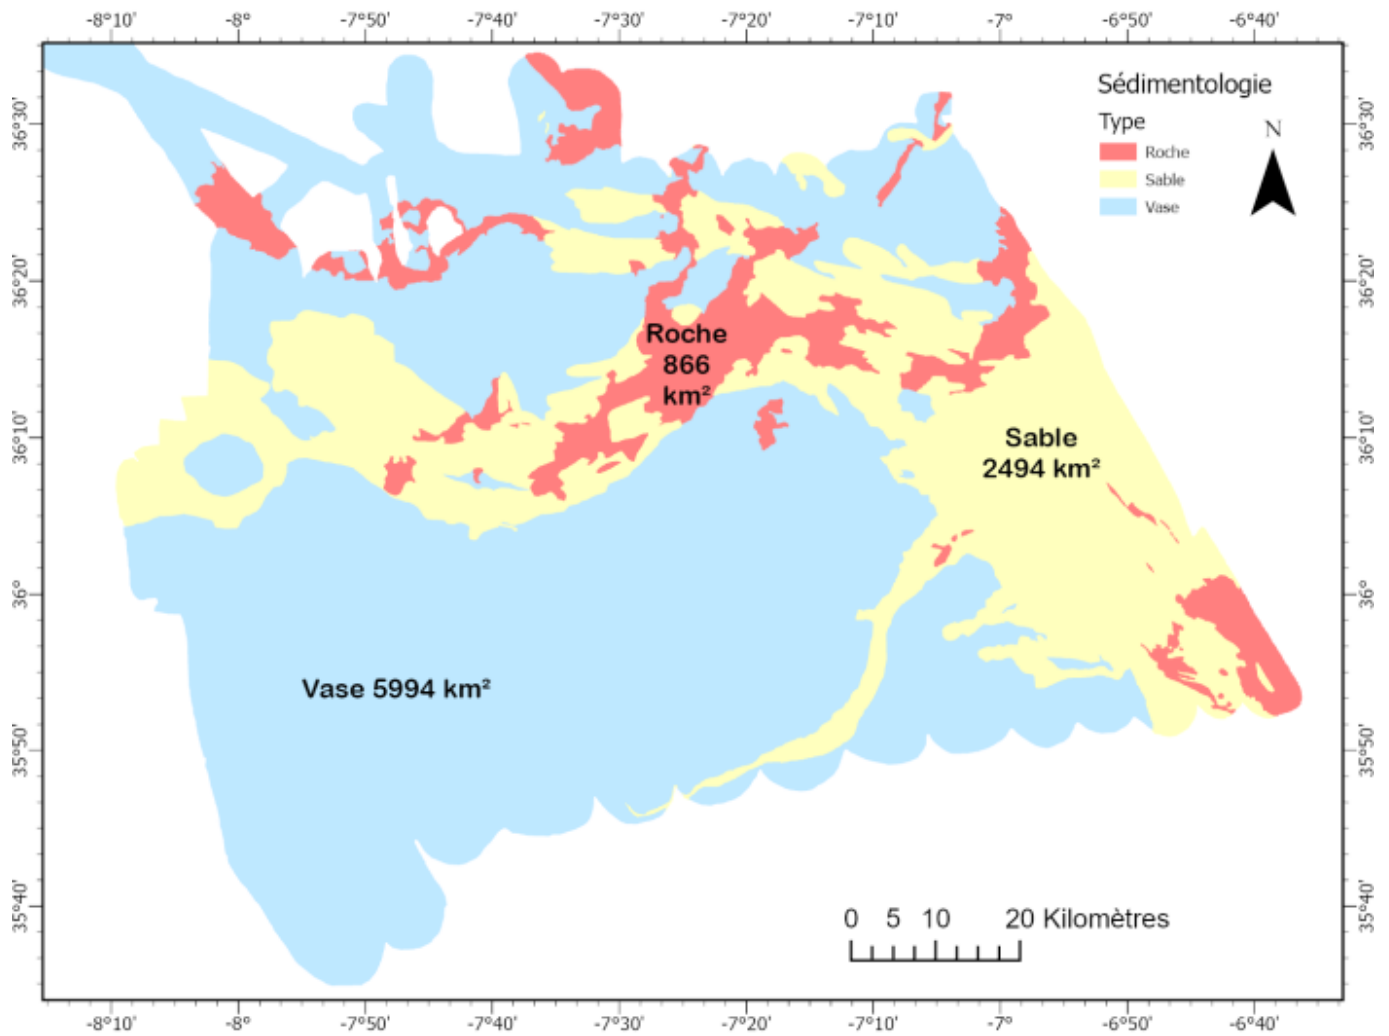 -8°10' -8° -7°50' -7°40' -7°30' -7°20' -7°10' -7° -6°50' -6°40'
Sédimentologie
Type
Roche
Sable
Vase
N
36°30' 36°30'
36°20' 36°20'
Roche
866
km²
36°10' 36°10'
Sable
2494 km²
36° 36°
Vase 5994 km²
35°50' 35°50'
35°40' 35°40'
0 5 10 20 Kilomètres
-8°10' -8° -7°50' -7°40' -7°30' -7°20' -7°10' -7° -6°50' -6°40'